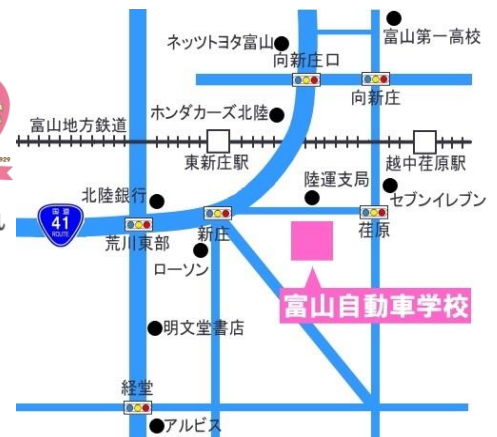 富山第一高校
ネッツトヨタ富山
向新庄口
向新庄
ホンダカーズ北陸
富山地方鉄道
東新庄駅
越中荏原駅
陸運支局
セブンイレブン
北陸銀行
国道
41
ROUTE
荒川東部
新庄
荏原
ローソン
富山自動車学校
明文堂書店
経堂
アルビス